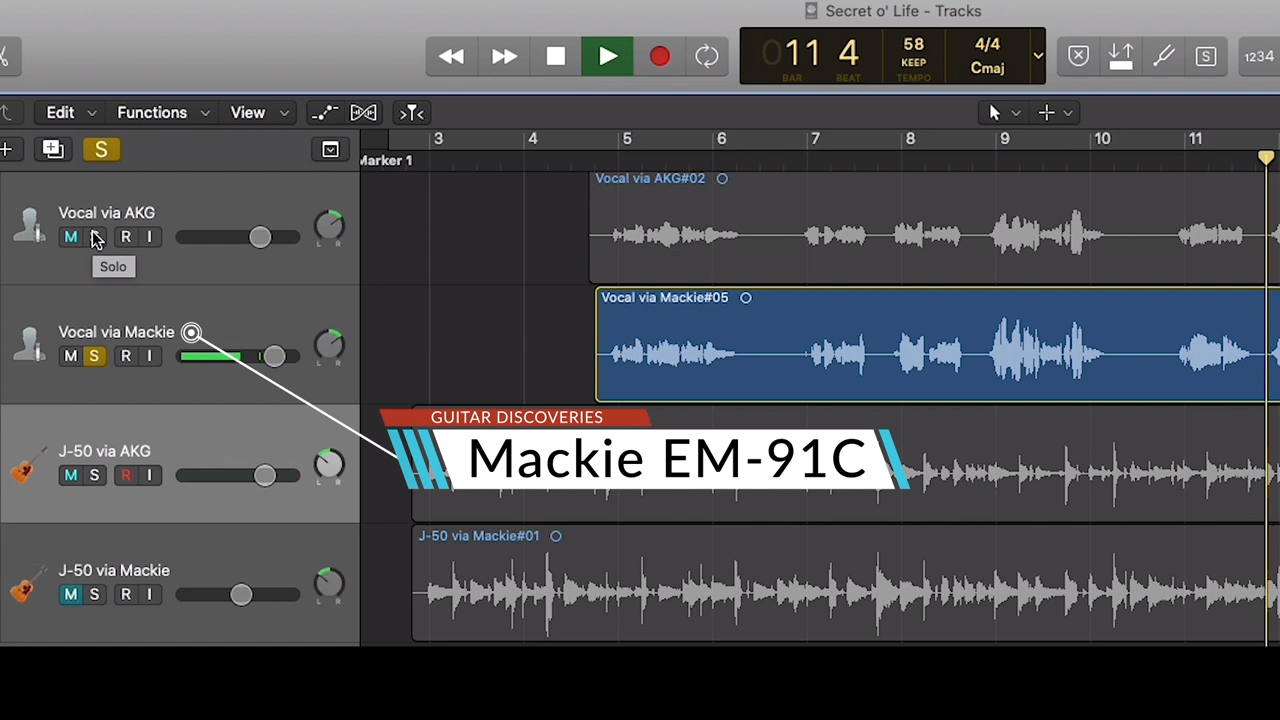 Secret o' Life - Tracks
011 4
BAR BEAT
58
KEEP
TEMPO
4/4
Cmaj
S
1234
Edit
Functions
View
S
3 4 5 6 7 8 9 10 11
Marker 1
Vocal via AKG
M R I
L R
Solo
Vocal via AKG#02
Vocal via Mackie
M S R I
L R
Vocal via Mackie#05
GUITAR DISCOVERIES
Mackie EM-91C
J-50 via AKG
M S R I
L R
J-50 via Mackie
M S R I
L R
J-50 via Mackie#01